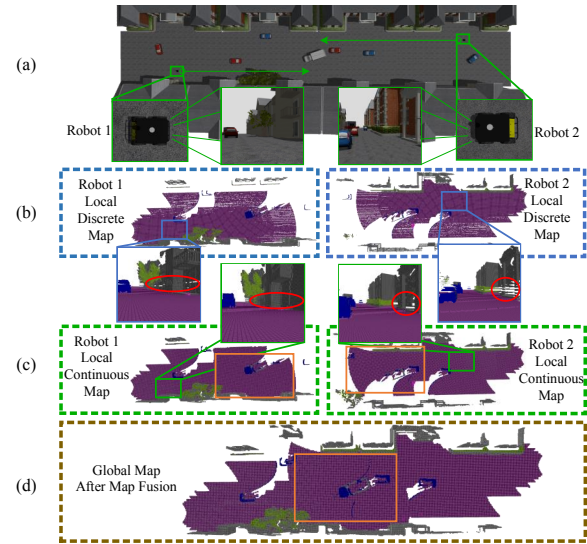 (a)
Robot 1
Robot 2
(b)
Robot 1
Local
Discrete
Map
Robot 2
Local
Discrete
Map
(c)
Robot 1
Local
Continuous
Map
Robot 2
Local
Continuous
Map
(d)
Global Map
After Map Fusion